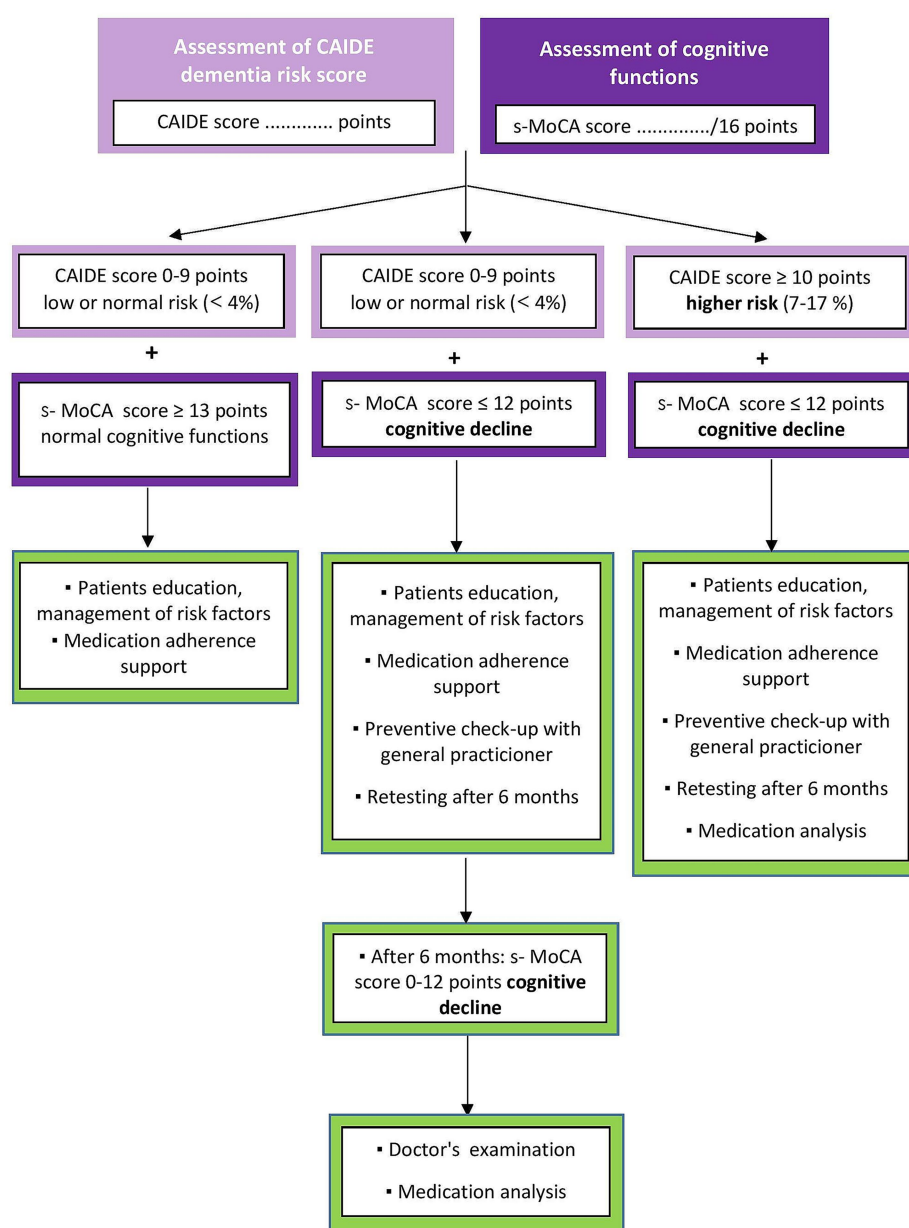 Assessment of CAIDE
dementia risk score
CAIDE score ............. points
Assessment of cognitive
functions
s-MoCA score ............../16 points
CAIDE score 0-9 points
low or normal risk (< 4%)
+
s- MoCA  score ≥ 13 points
normal cognitive functions
▪ Patients education,
management of risk factors
▪ Medication adherence
support
CAIDE score 0-9 points
low or normal risk (< 4%)
+
s- MoCA  score ≤ 12 points
cognitive decline
▪ Patients education,
management of risk factors
▪ Medication adherence
support
▪ Preventive check-up with
general practicioner
▪ Retesting after 6 months
▪ After 6 months: s- MoCA
score 0-12 points cognitive
decline
▪ Doctor's  examination
▪ Medication analysis
CAIDE score ≥ 10 points
higher risk (7-17 %)
+
s- MoCA  score ≤ 12 points
cognitive decline
▪ Patients education,
management of risk factors
▪ Medication adherence
support
▪ Preventive check-up with
general practicioner
▪ Retesting after 6 months
▪ Medication analysis